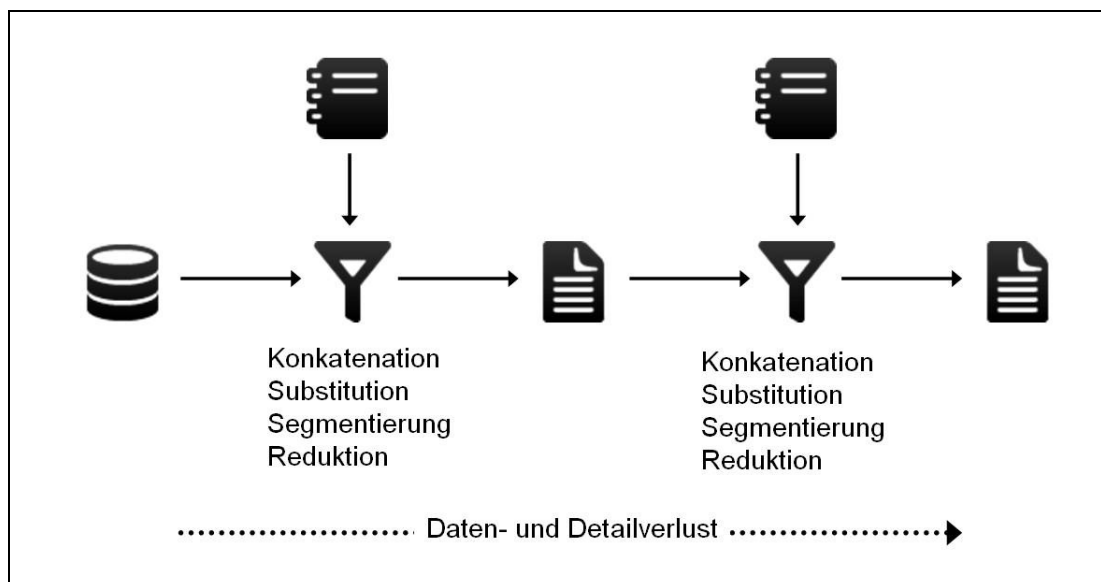 Konkatenation
Substitution
Segmentierung
Reduktion
Konkatenation
Substitution
Segmentierung
Reduktion
Daten- und Detailverlust